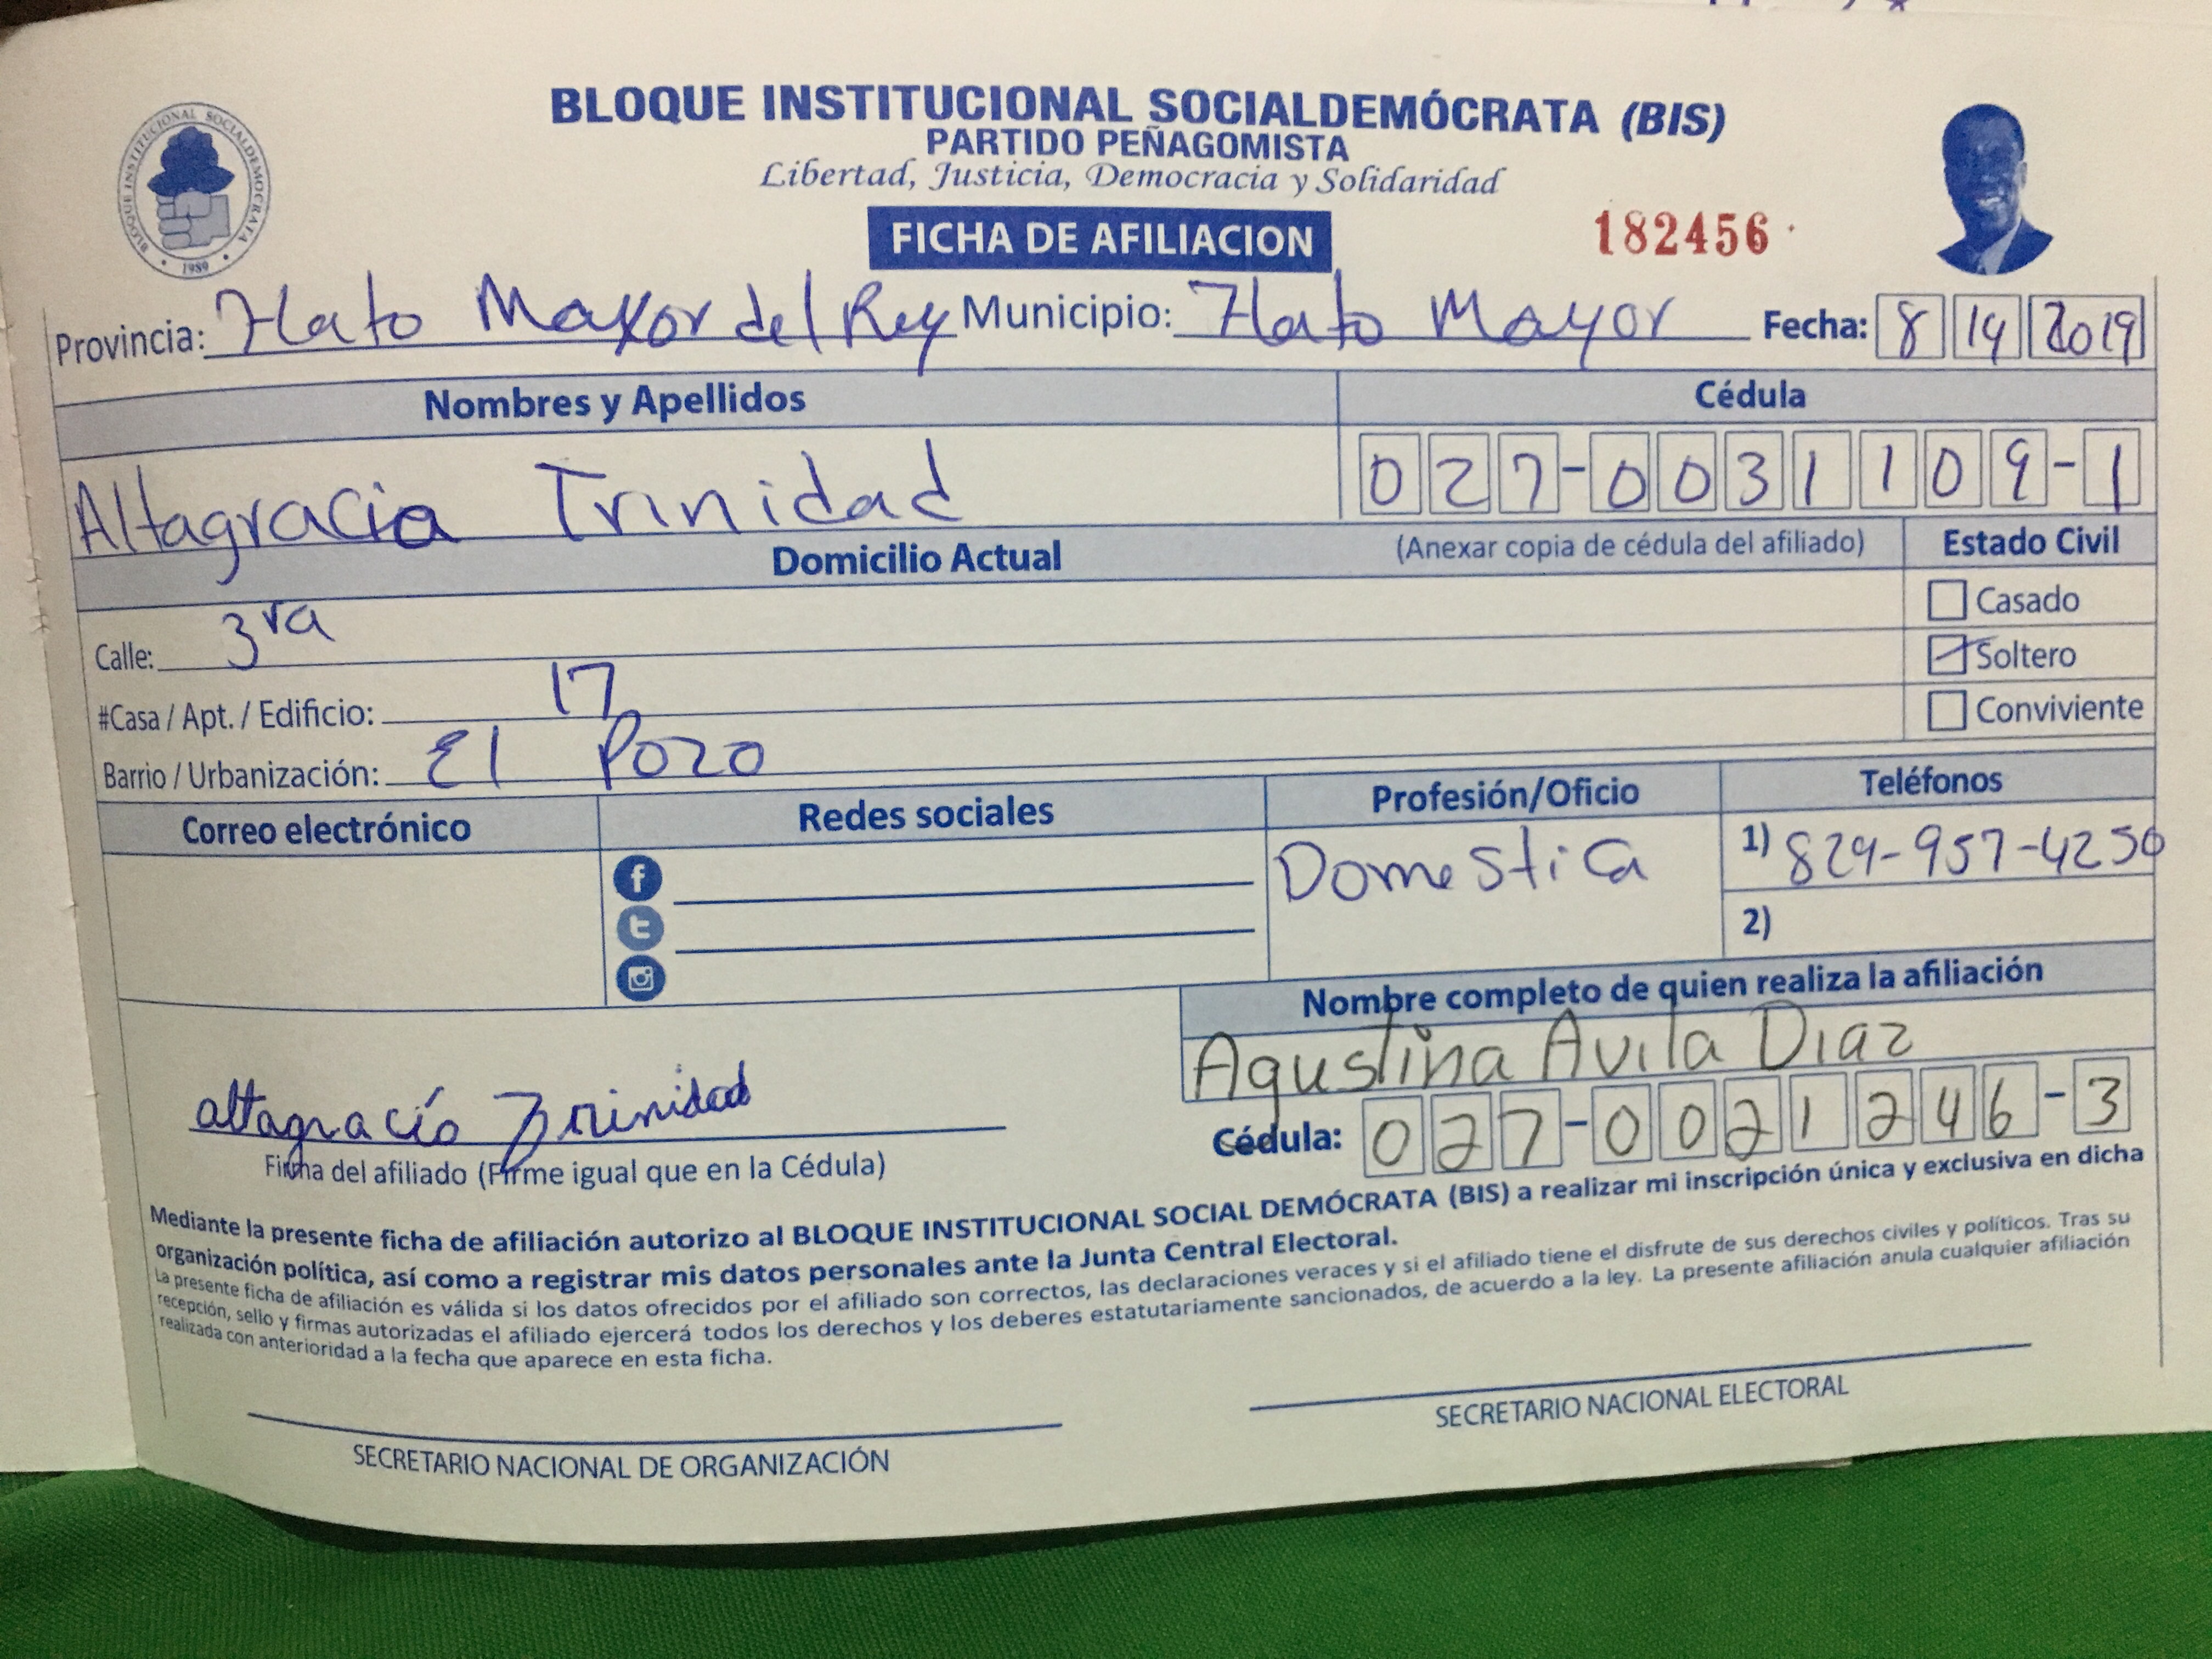 BLOQUE INSTITUCIONAL SOCIALDEMÓCRATA (BIS)
PARTIDO PEÑAGOMISTA
Libertad, Justicia, Democracia y Solidaridad
BLOQUE INSTITUCIONAL SOCIALDEMOCRATA
1989
FICHA DE AFILIACION
182456
Provincia: Hato Mayor del Rey Municipio: Hato Mayor Fecha: 8 14 2019
Nombres y Apellidos Cédula
Altagracia Trinidad 027-0031109-1
Domicilio Actual (Anexar copia de cédula del afiliado) Estado Civil
Casado
Calle: 3ra
Soltero
#Casa / Apt. / Edificio: 17
Conviviente
Barrio / Urbanización: El Pozo
Correo electrónico Redes sociales Profesión/Oficio Teléfonos
Domestica 1) 829-957-4250
2)
Nombre completo de quien realiza la afiliación
Agustina Avila Diaz
altagracia Trinidad
Cédula: 027-0021246-3
Firma del afiliado (Firme igual que en la Cédula)
Mediante la presente ficha de afiliación autorizo al BLOQUE INSTITUCIONAL SOCIAL DEMÓCRATA (BIS) a realizar mi inscripción única y exclusiva en dicha
organización política, así como a registrar mis datos personales ante la Junta Central Electoral.
La presente ficha de afiliación es válida si los datos ofrecidos por el afiliado son correctos, las declaraciones veraces y si el afiliado tiene el disfrute de sus derechos civiles y políticos. Tras su
recepción, sello y firmas autorizadas el afiliado ejercerá todos los derechos y los deberes estatutariamente sancionados, de acuerdo a la ley. La presente afiliación anula cualquier afiliación
realizada con anterioridad a la fecha que aparece en esta ficha.
SECRETARIO NACIONAL DE ORGANIZACIÓN
SECRETARIO NACIONAL ELECTORAL